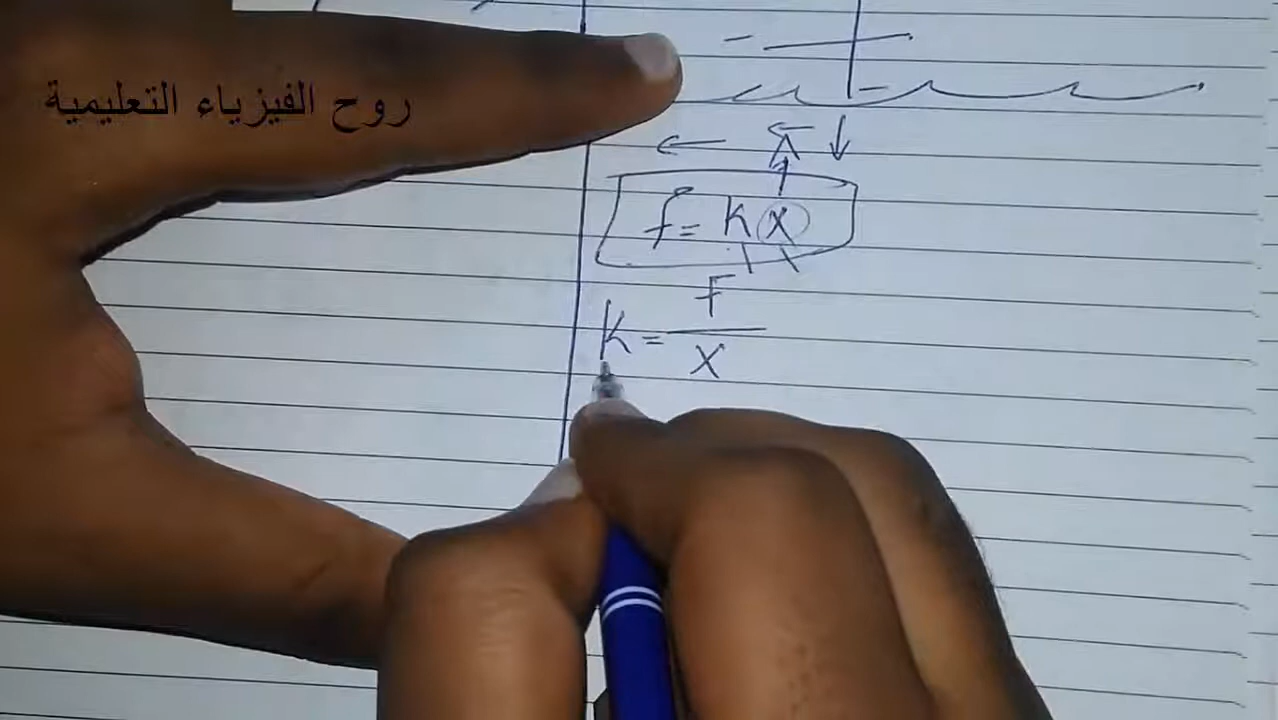 روح الفيزياء التعليمية
f = kx
k = F/x